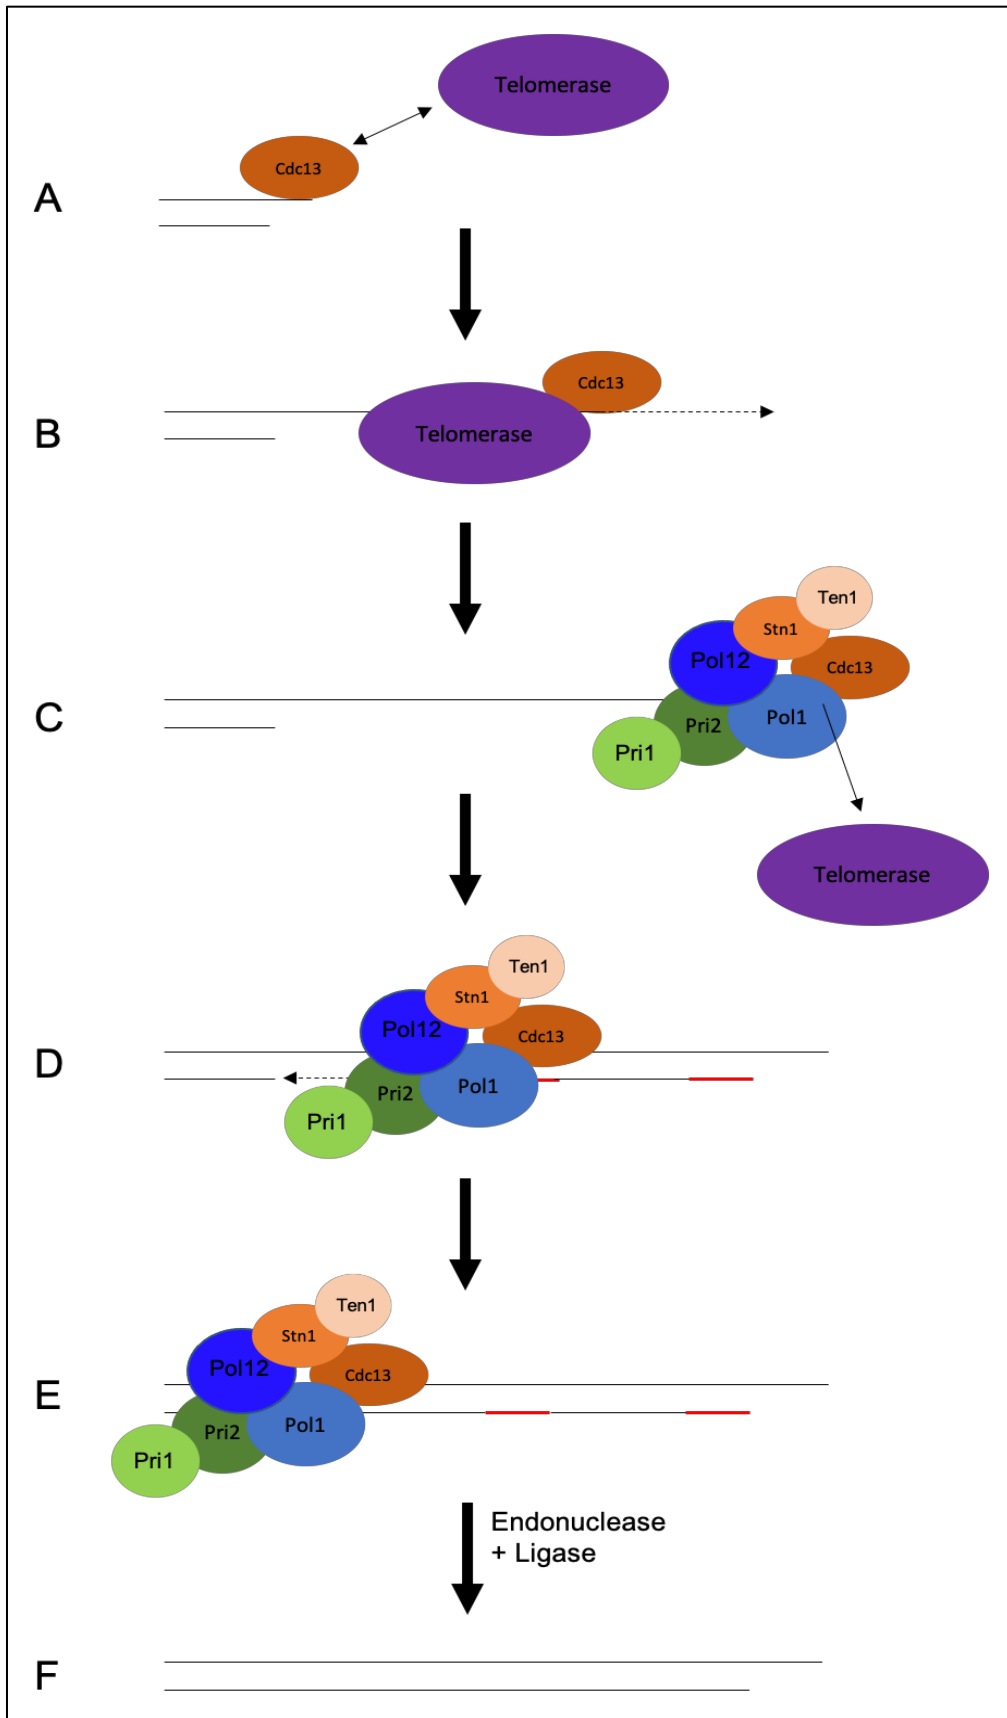 Telomerase
Cdc13
A
Cdc13
Telomerase
B
Ten1
Stn1
Pol12
Cdc13
C
Pri2
Pol1
Pri1
Telomerase
Ten1
Stn1
Pol12
Cdc13
D
Pri2
Pol1
Pri1
Ten1
Stn1
Pol12
Cdc13
E
Pri2
Pol1
Pri1
Endonuclease
+ Ligase
F